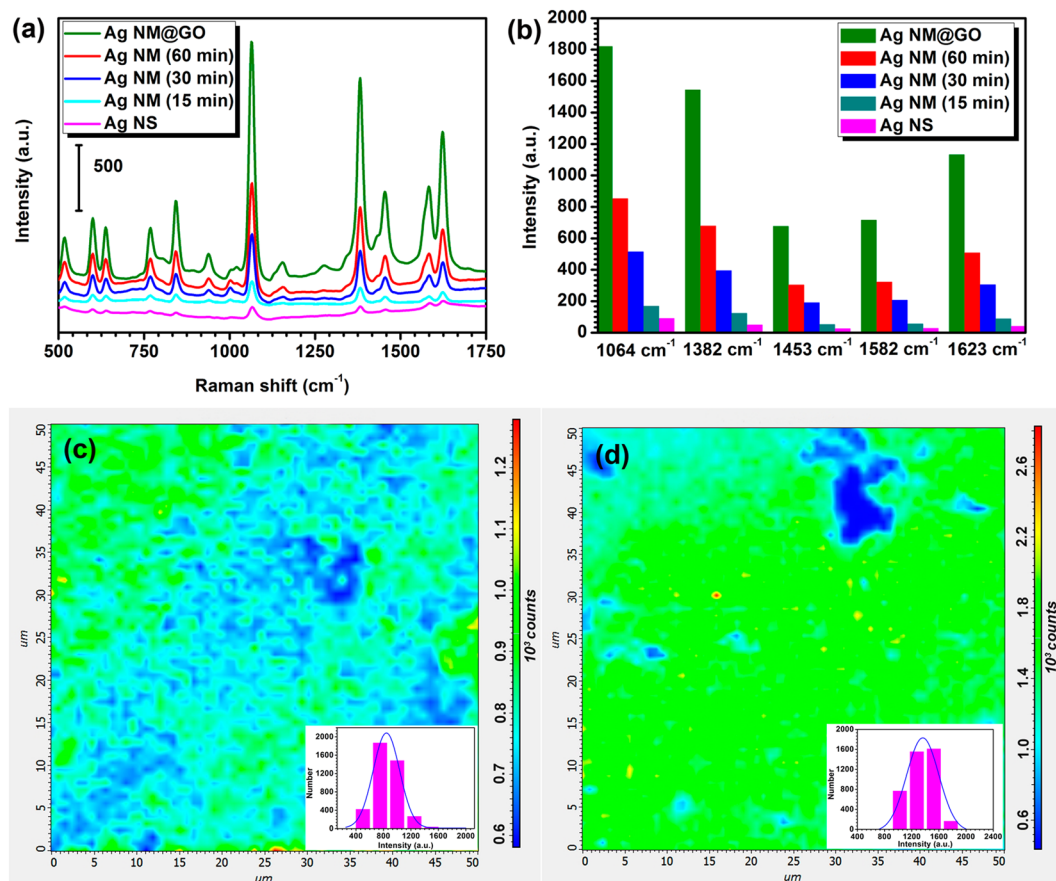 (a)
Ag NM@GO
Ag NM (60 min)
Ag NM (30 min)
Ag NM (15 min)
Ag NS
500
Intensity (a.u.)
500 750 1000 1250 1500 1750
Raman shift (cm⁻¹)
(b)
Ag NM@GO
Ag NM (60 min)
Ag NM (30 min)
Ag NM (15 min)
Ag NS
Intensity (a.u.)
2000
1800
1600
1400
1200
1000
800
600
400
200
0
1064 cm⁻¹ 1382 cm⁻¹ 1453 cm⁻¹ 1582 cm⁻¹ 1623 cm⁻¹
(c)
50
45
40
35
30
25
20
15
10
5
0
um
0 5 10 15 20 25 30 35 40 45 50
um
1.2
1.1
1.0
0.9
0.8
0.7
0.6
10³ counts
Number
2000
1600
1200
800
400
0
400 800 1200 1600 2000
Intensity (a.u.)
(d)
50
45
40
35
30
25
20
15
10
5
0
um
0 5 10 15 20 25 30 35 40 45 50
um
2.6
2.2
1.8
1.4
1.0
0.6
10³ counts
Number
2000
1600
1200
800
400
0
400 800 1200 1600 2000 2400
Intensity (a.u.)